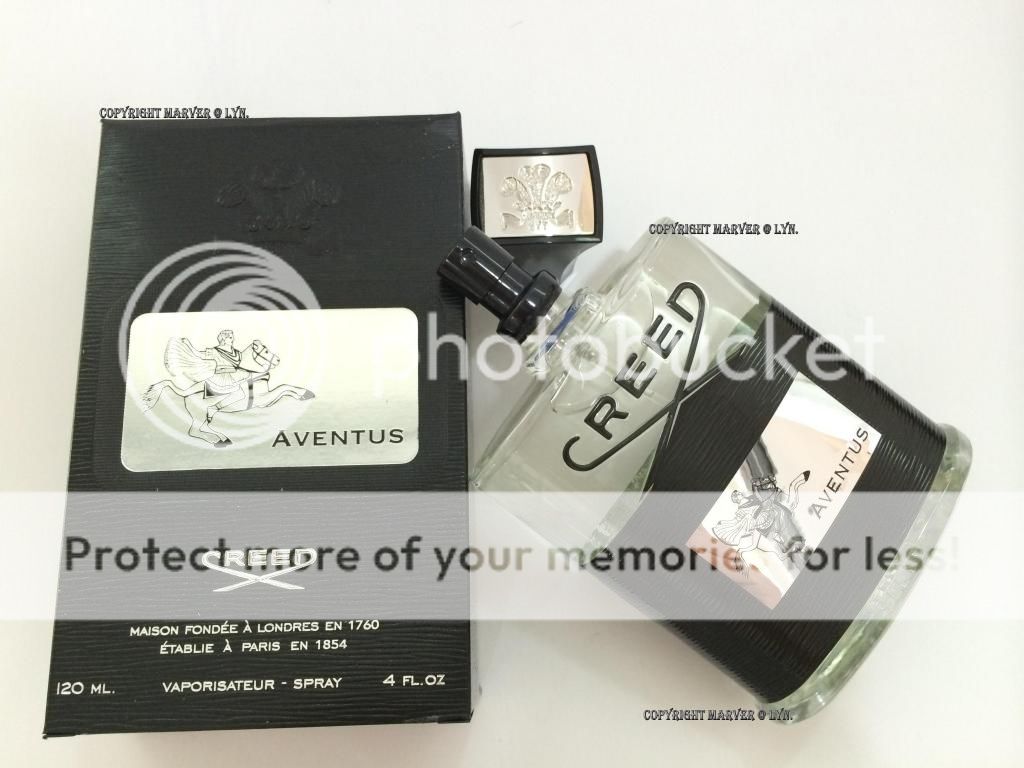 COPYRIGHT MARVER @ LYN.
COPYRIGHT MARVER @ LYN.
CREED
AVENTUS
AVENTUS
photobucket
Protect more of your memories for less!
CREED
MAISON FONDÉE À LONDRES EN 1760
ÉTABLIE À PARIS EN 1854
120 ML. VAPORISATEUR - SPRAY 4 FL.OZ
COPYRIGHT MARVER @ LYN.